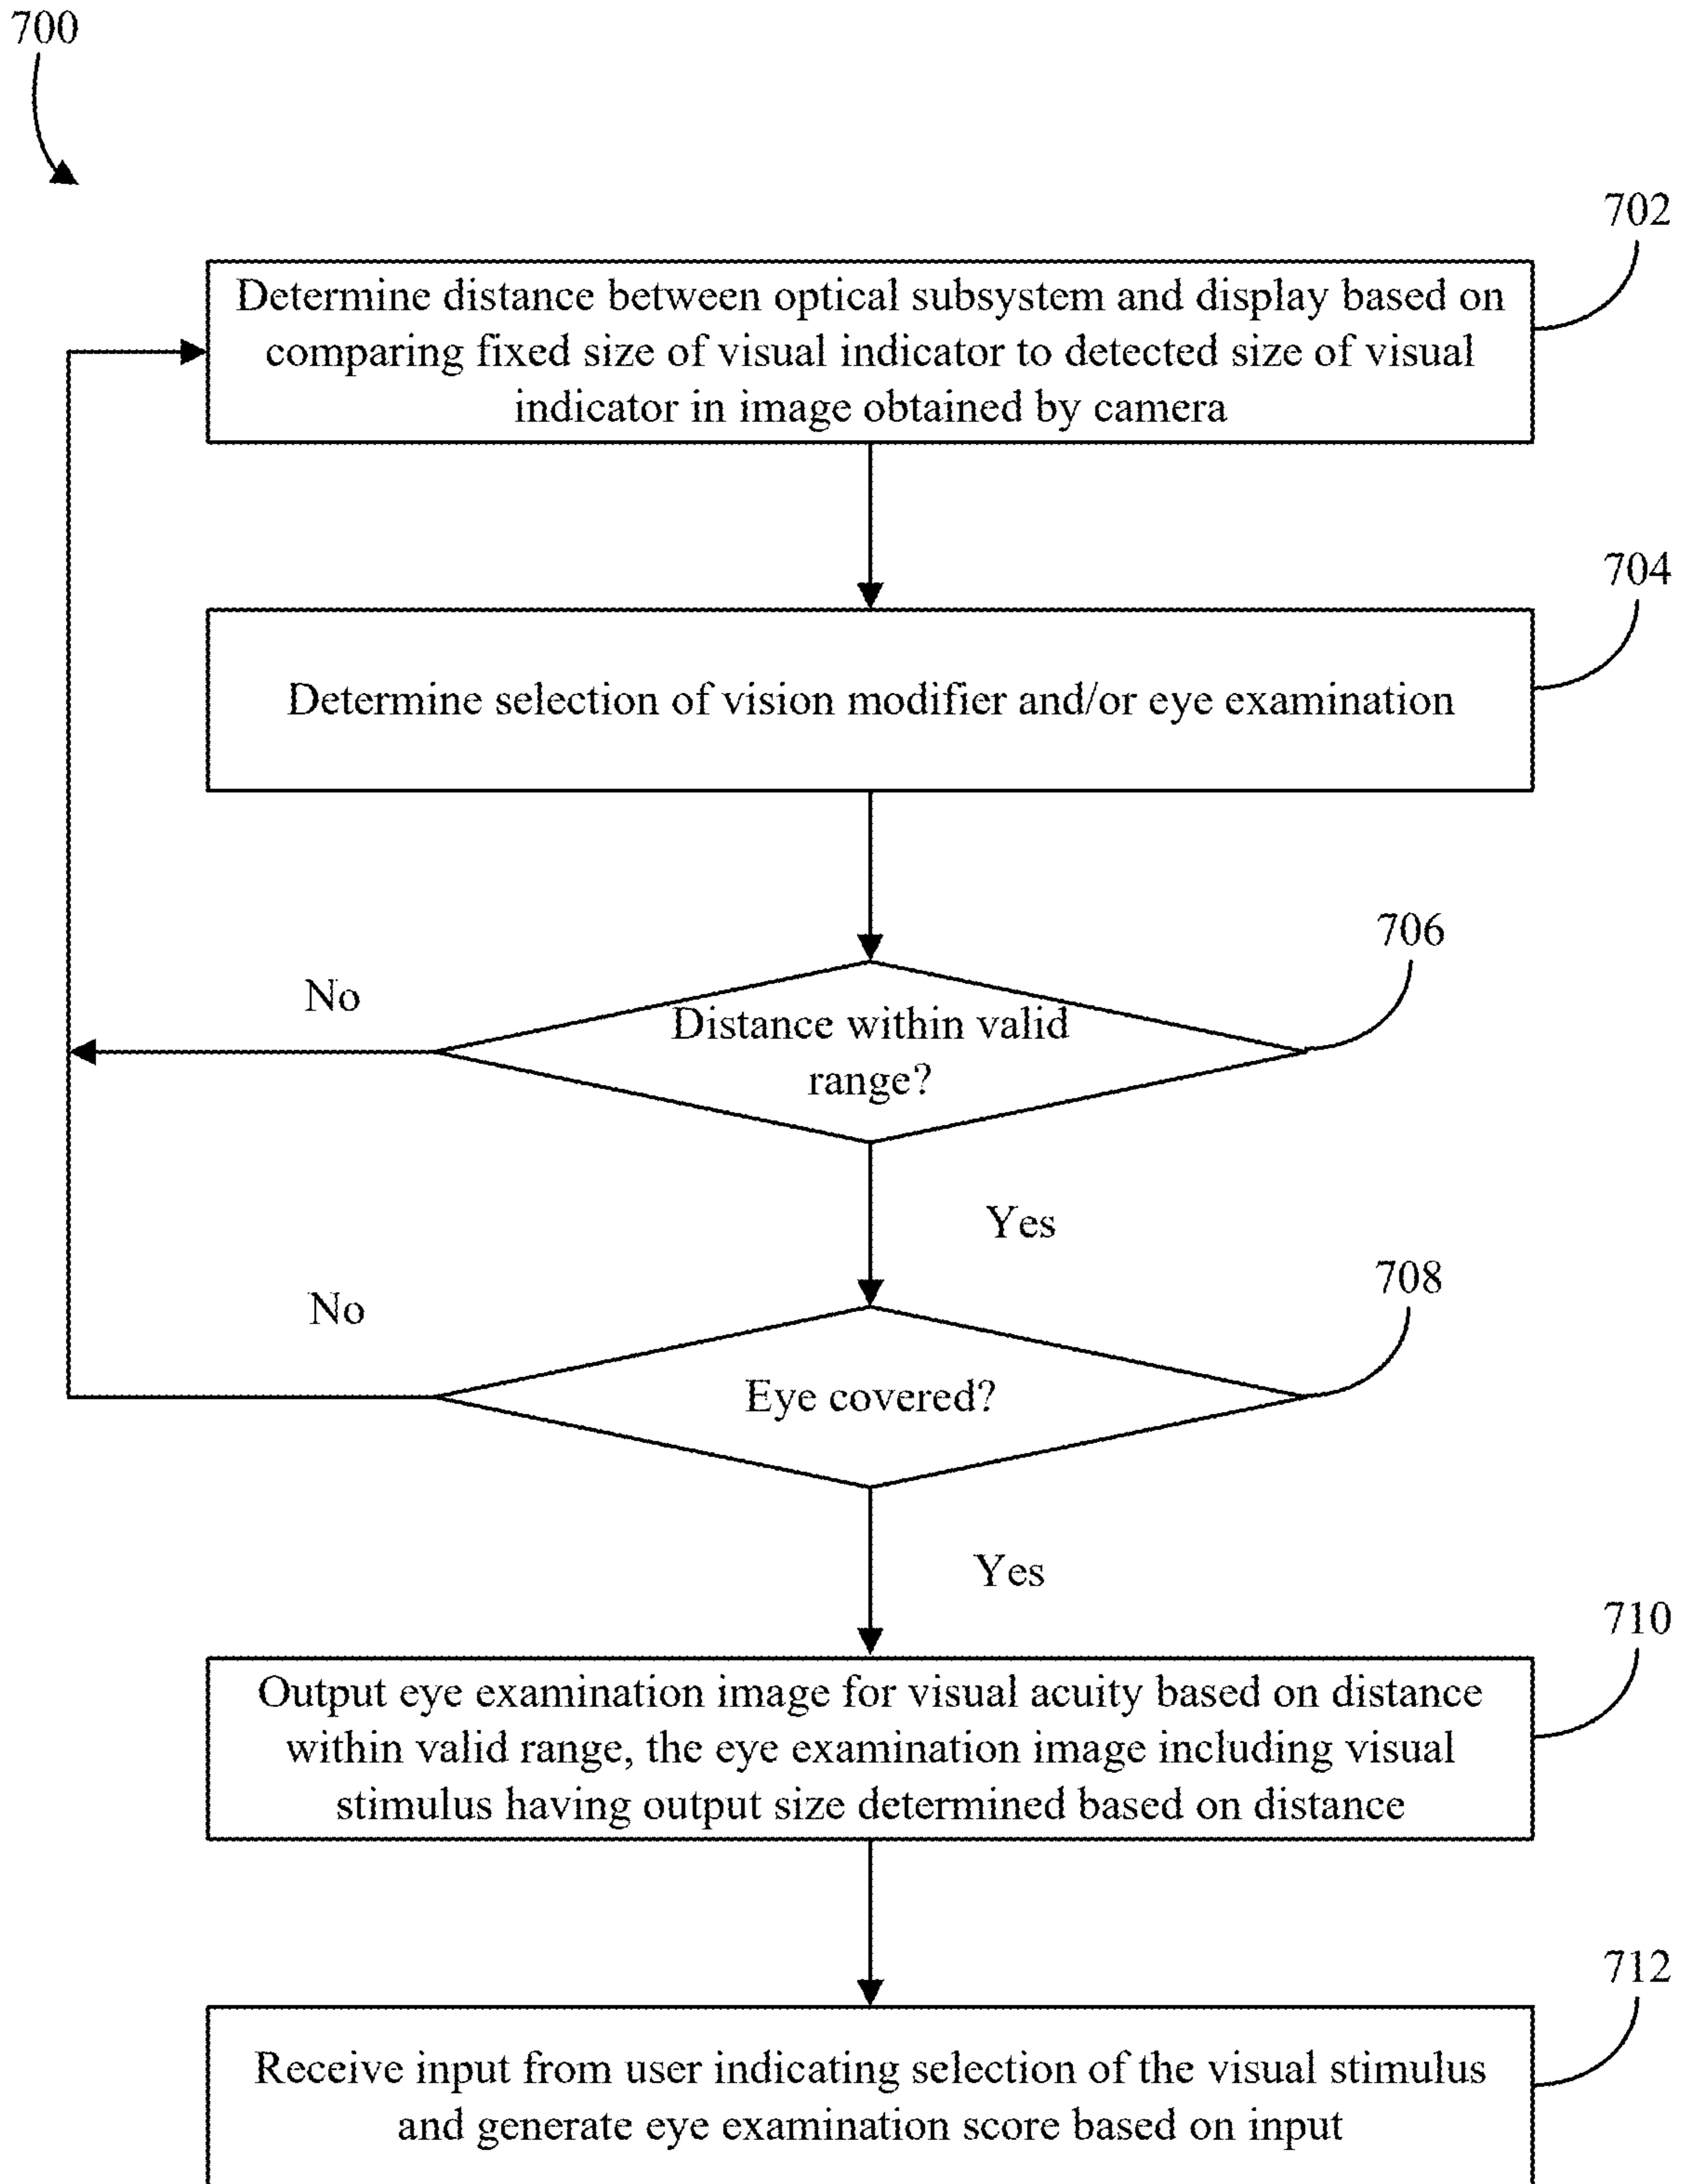 700
702
Determine distance between optical subsystem and display based on
comparing fixed size of visual indicator to detected size of visual
indicator in image obtained by camera
704
Determine selection of vision modifier and/or eye examination
706
No
Distance within valid
range?
Yes
708
No
Eye covered?
Yes
710
Output eye examination image for visual acuity based on distance
within valid range, the eye examination image including visual
stimulus having output size determined based on distance
712
Receive input from user indicating selection of the visual stimulus
and generate eye examination score based on input